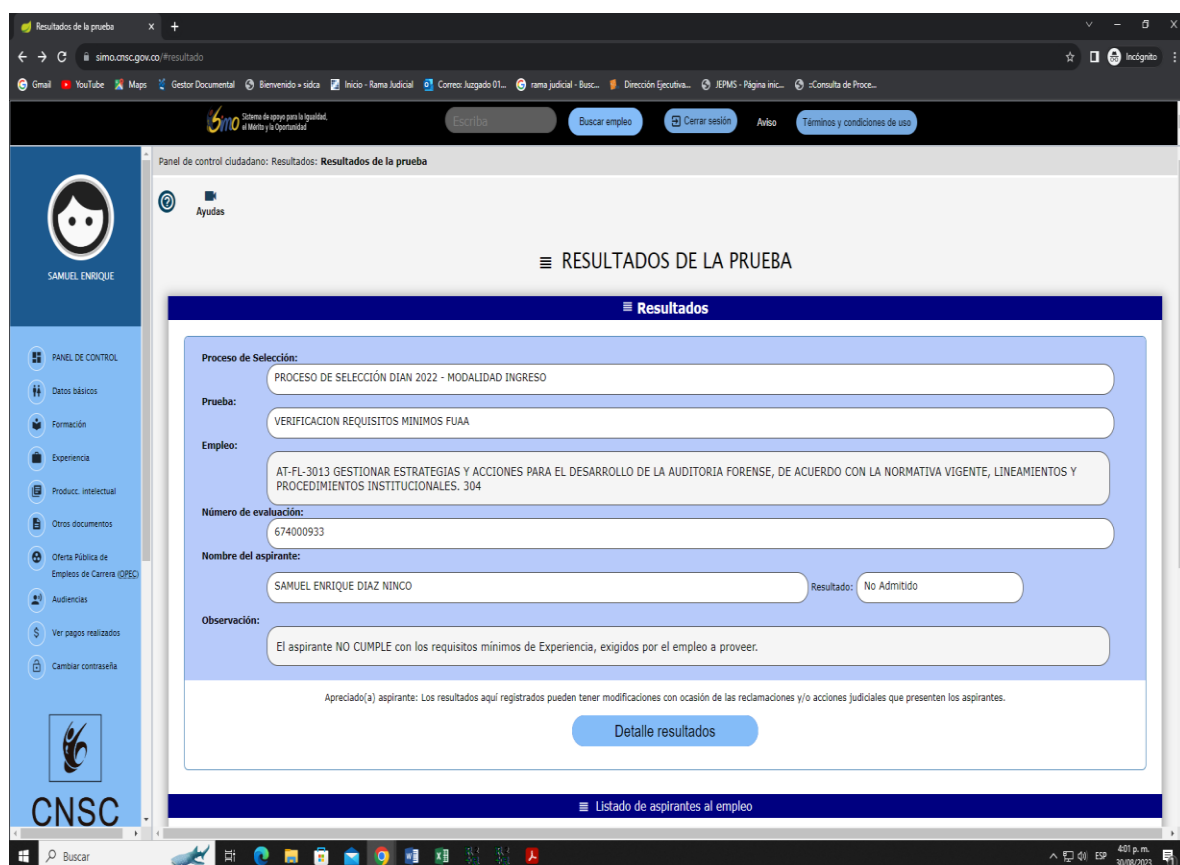 Resultados de la prueba
simo.cnsc.gov.co/#resultado
Incógnito
Gmail YouTube Maps Gestor Documental Bienvenido » sidca Inicio - Rama Judicial Correo: Juzgado 01... rama judicial - Busc... Dirección Ejecutiva... JEPMS - Página inic... ::Consulta de Proce...
Simo Sistema de apoyo para la Igualdad,
el Mérito y la Oportunidad
Escriba Buscar empleo Cerrar sesión Aviso Términos y condiciones de uso
Panel de control ciudadano: Resultados: Resultados de la prueba
Ayudas
SAMUEL ENRIQUE
PANEL DE CONTROL
Datos básicos
Formación
Experiencia
Producc. intelectual
Otros documentos
Oferta Pública de
Empleos de Carrera (OPEC)
Audiencias
Ver pagos realizados
Cambiar contraseña
CNSC
RESULTADOS DE LA PRUEBA
Resultados
Proceso de Selección:
PROCESO DE SELECCIÓN DIAN 2022 - MODALIDAD INGRESO
Prueba:
VERIFICACION REQUISITOS MINIMOS FUAA
Empleo:
AT-FL-3013 GESTIONAR ESTRATEGIAS Y ACCIONES PARA EL DESARROLLO DE LA AUDITORIA FORENSE, DE ACUERDO CON LA NORMATIVA VIGENTE, LINEAMIENTOS Y
PROCEDIMIENTOS INSTITUCIONALES. 304
Número de evaluación:
674000933
Nombre del aspirante:
SAMUEL ENRIQUE DIAZ NINCO Resultado: No Admitido
Observación:
El aspirante NO CUMPLE con los requisitos mínimos de Experiencia, exigidos por el empleo a proveer.
Apreciado(a) aspirante: Los resultados aquí registrados pueden tener modificaciones con ocasión de las reclamaciones y/o acciones judiciales que presenten los aspirantes.
Detalle resultados
Listado de aspirantes al empleo
Buscar
ESP
4:01 p. m.
30/08/2023